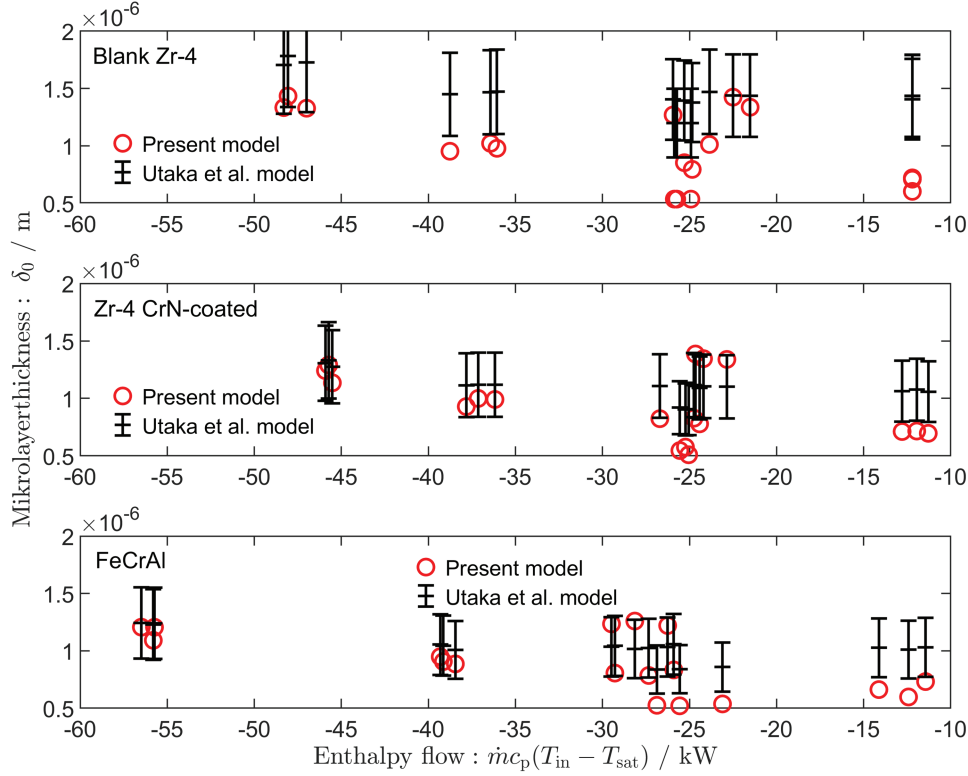 ×10⁻⁶
2
1.5
1
0.5
Blank Zr-4
Present model
Utaka et al. model
-60 -55 -50 -45 -40 -35 -30 -25 -20 -15 -10
×10⁻⁶
2
1.5
1
0.5
Zr-4 CrN-coated
Present model
Utaka et al. model
-60 -55 -50 -45 -40 -35 -30 -25 -20 -15 -10
×10⁻⁶
2
1.5
1
0.5
FeCrAl
Present model
Utaka et al. model
-60 -55 -50 -45 -40 -35 -30 -25 -20 -15 -10
Mikrolayerthickness : δ₀ / m
Enthalpy flow : ṁc_p(T_in − T_sat) / kW